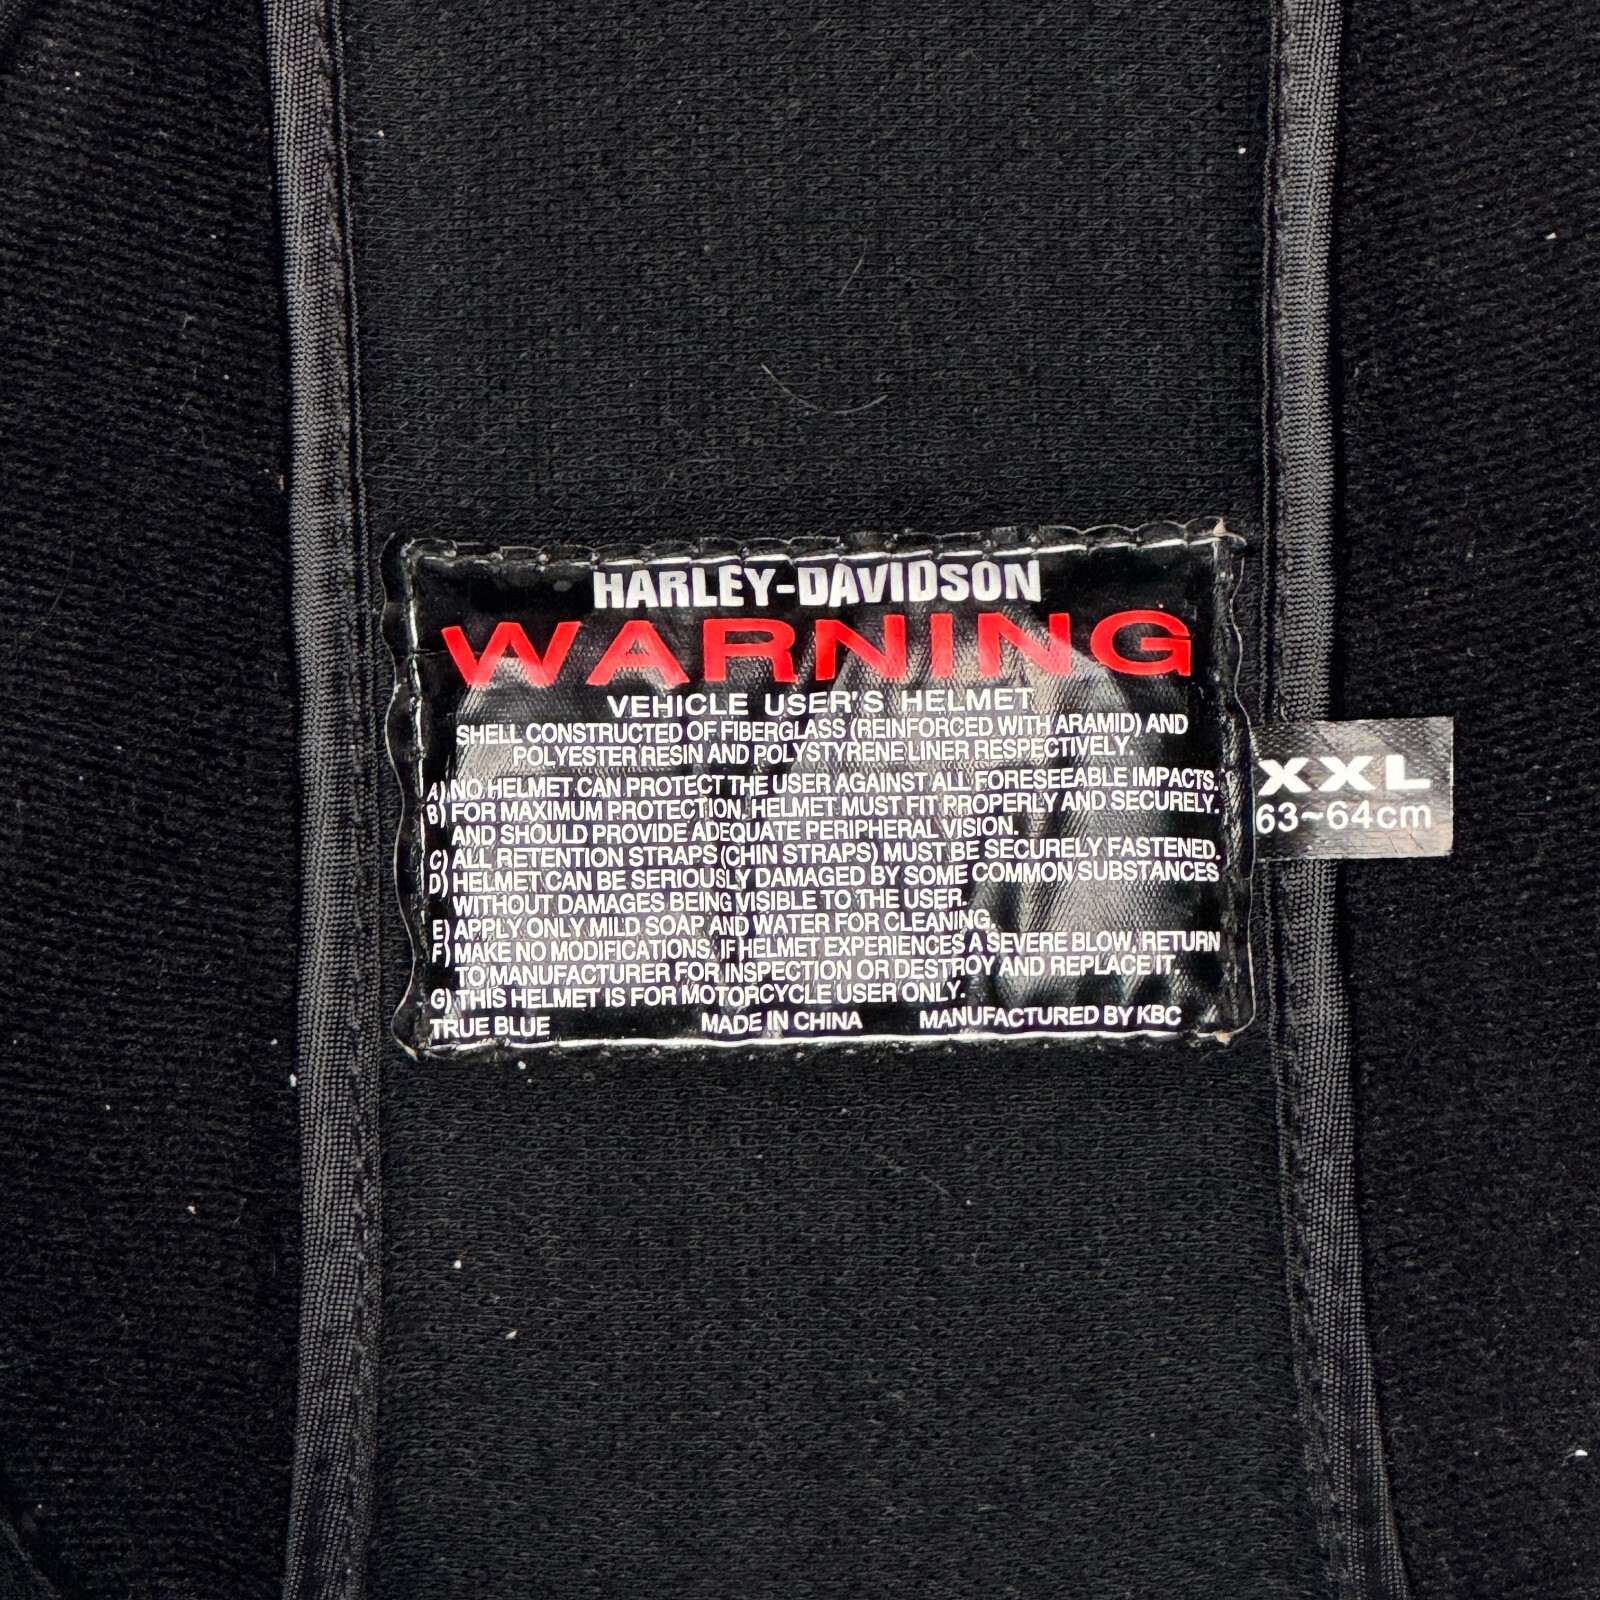 HARLEY-DAVIDSON
WARNING
VEHICLE USER'S HELMET
SHELL CONSTRUCTED OF FIBERGLASS (REINFORCED WITH ARAMID) AND
POLYESTER RESIN AND POLYSTYRENE LINER RESPECTIVELY.
A) NO HELMET CAN PROTECT THE USER AGAINST ALL FORESEEABLE IMPACTS.
B) FOR MAXIMUM PROTECTION, HELMET MUST FIT PROPERLY AND SECURELY.
AND SHOULD PROVIDE ADEQUATE PERIPHERAL VISION.
C) ALL RETENTION STRAPS (CHIN STRAPS) MUST BE SECURELY FASTENED.
D) HELMET CAN BE SERIOUSLY DAMAGED BY SOME COMMON SUBSTANCES
WITHOUT DAMAGES BEING VISIBLE TO THE USER.
E) APPLY ONLY MILD SOAP AND WATER FOR CLEANING.
F) MAKE NO MODIFICATIONS. IF HELMET EXPERIENCES A SEVERE BLOW, RETURN
TO MANUFACTURER FOR INSPECTION OR DESTROY AND REPLACE IT.
G) THIS HELMET IS FOR MOTORCYCLE USER ONLY.
TRUE BLUE MADE IN CHINA MANUFACTURED BY KBC
XXL
63~64cm